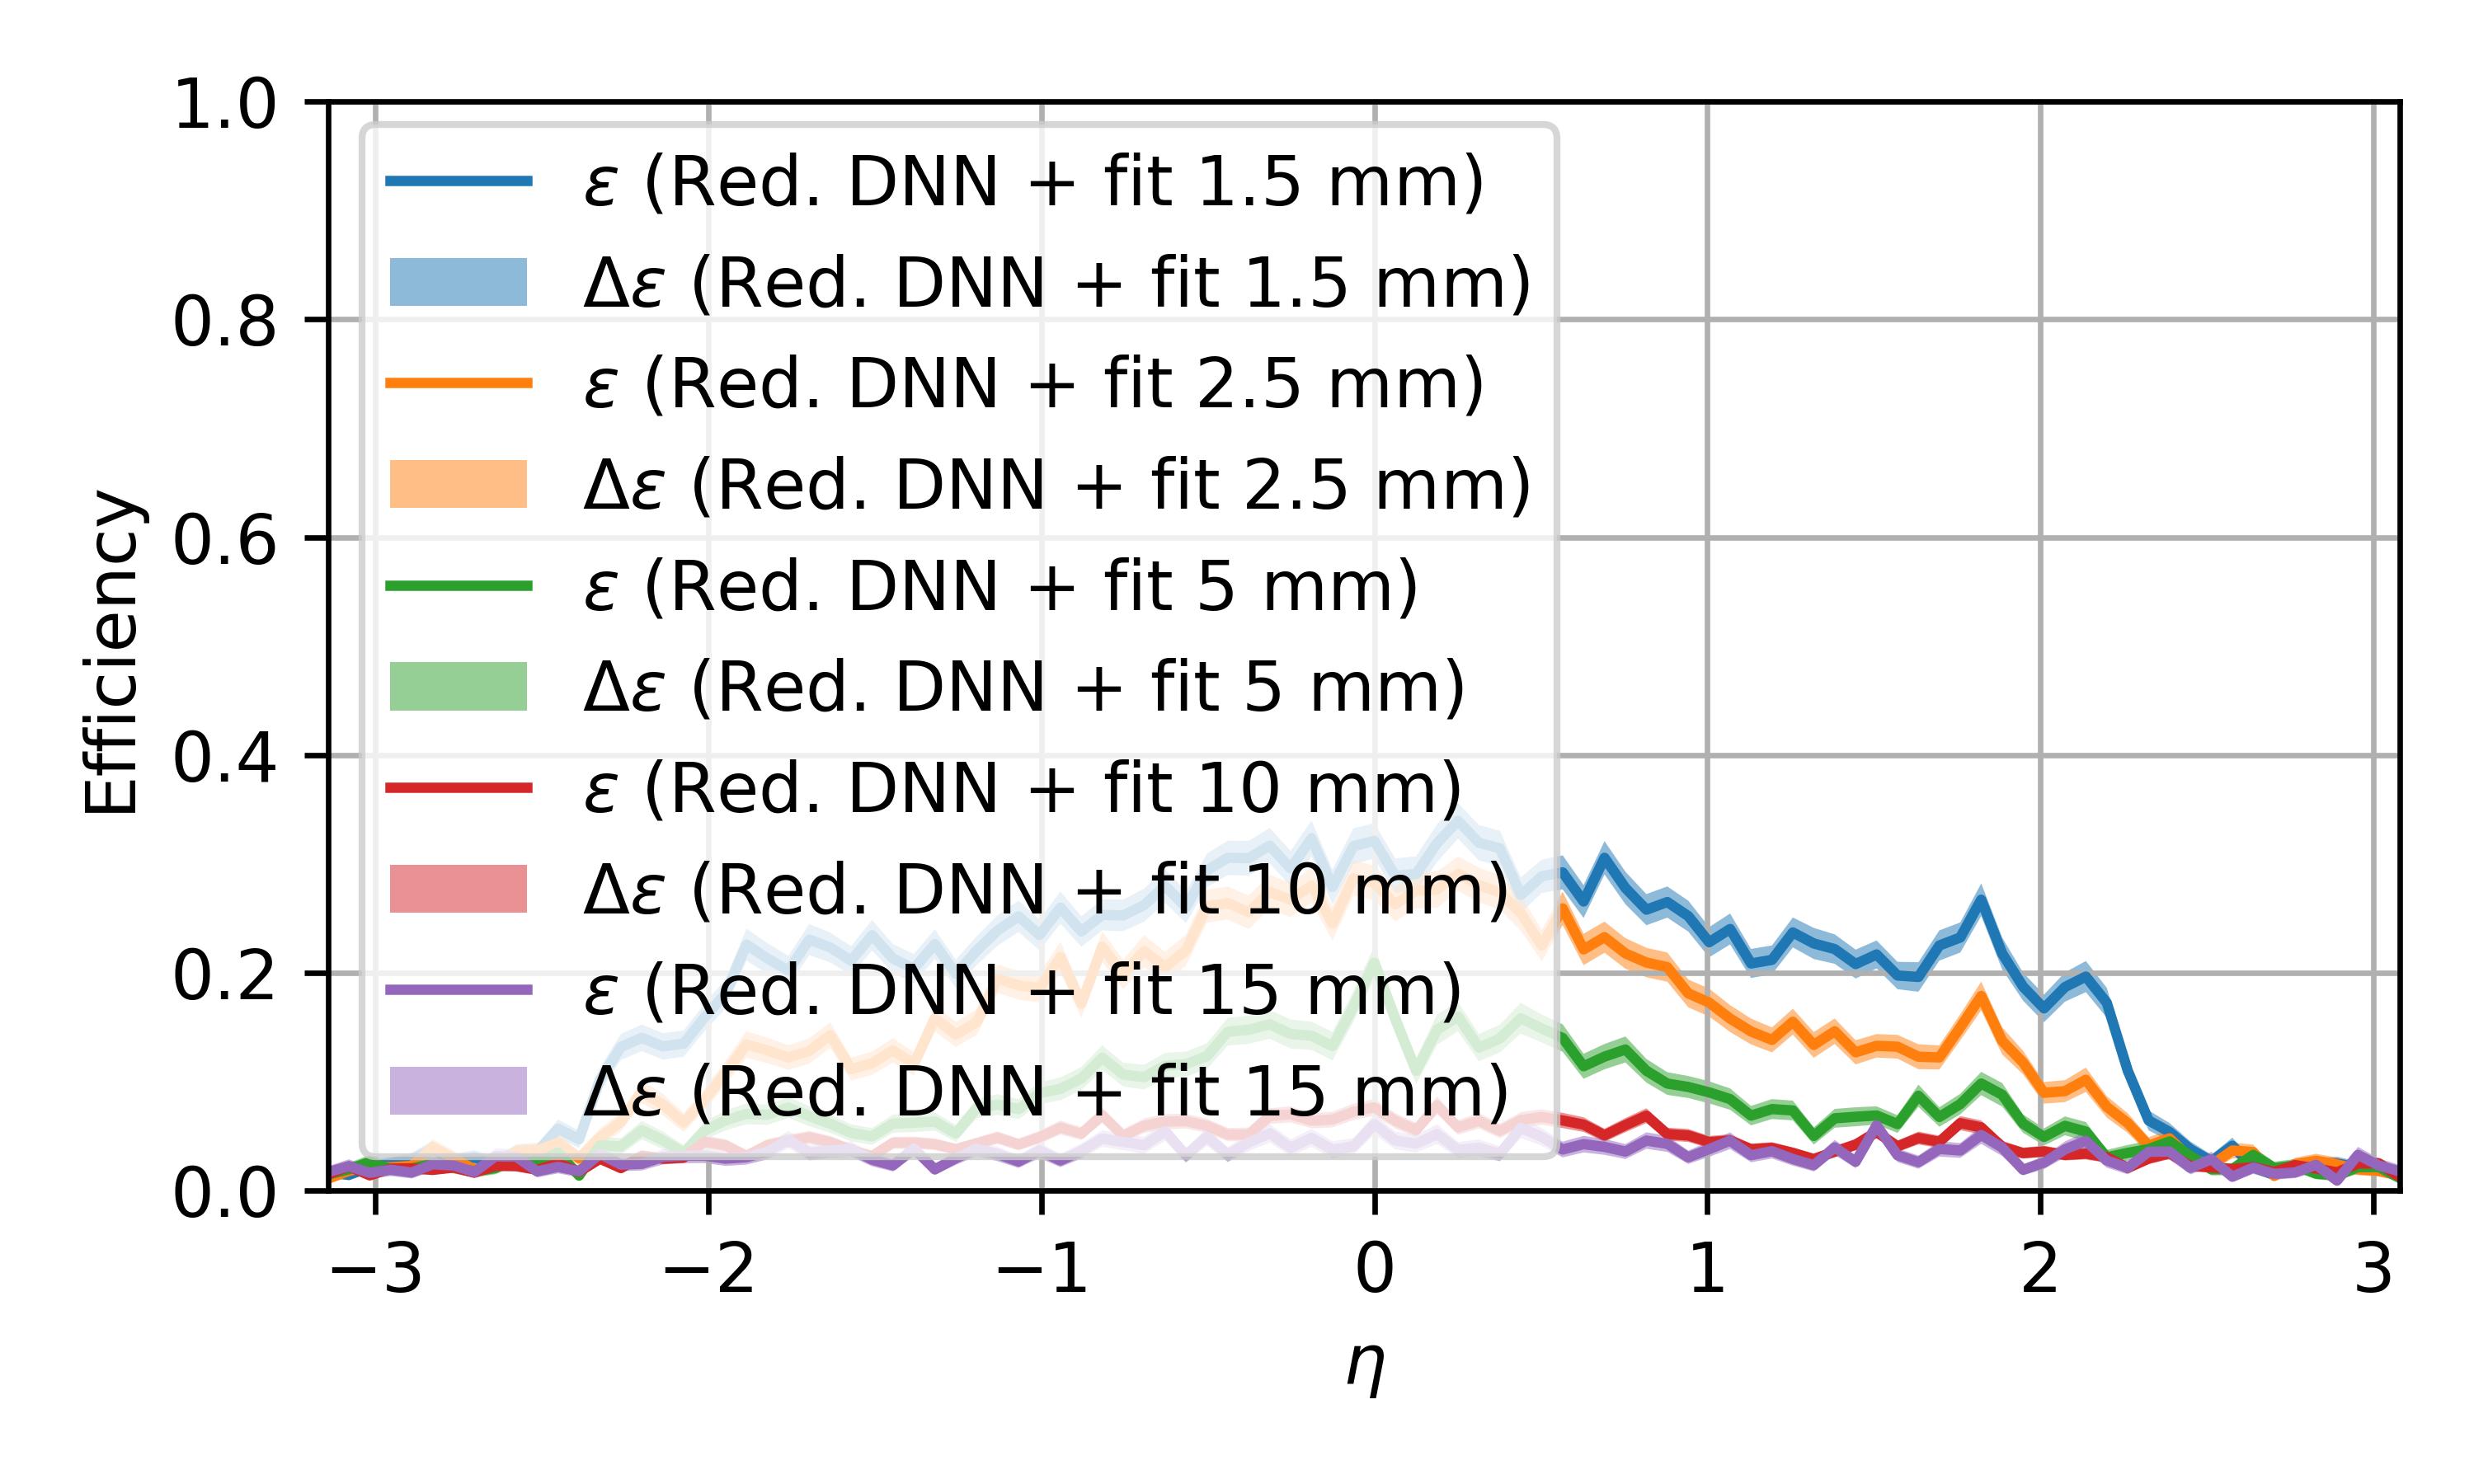 1.0
0.8
0.6
0.4
0.2
0.0
Efficiency
ε (Red. DNN + fit 1.5 mm)
Δε (Red. DNN + fit 1.5 mm)
ε (Red. DNN + fit 2.5 mm)
Δε (Red. DNN + fit 2.5 mm)
ε (Red. DNN + fit 5 mm)
Δε (Red. DNN + fit 5 mm)
ε (Red. DNN + fit 10 mm)
Δε (Red. DNN + fit 10 mm)
ε (Red. DNN + fit 15 mm)
Δε (Red. DNN + fit 15 mm)
−3 −2 −1 0 1 2 3
η